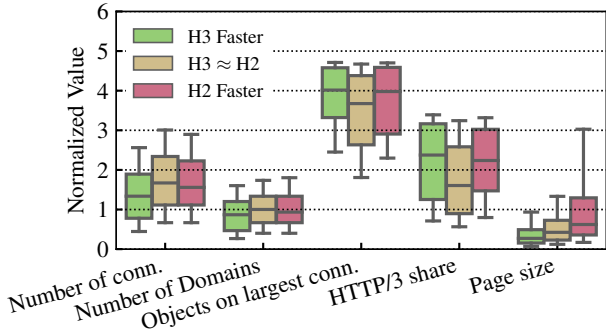 6
5
4
3
2
1
0
Normalized Value
H3 Faster
H3 ≈ H2
H2 Faster
Number of conn.
Number of Domains
Objects on largest conn.
HTTP/3 share
Page size